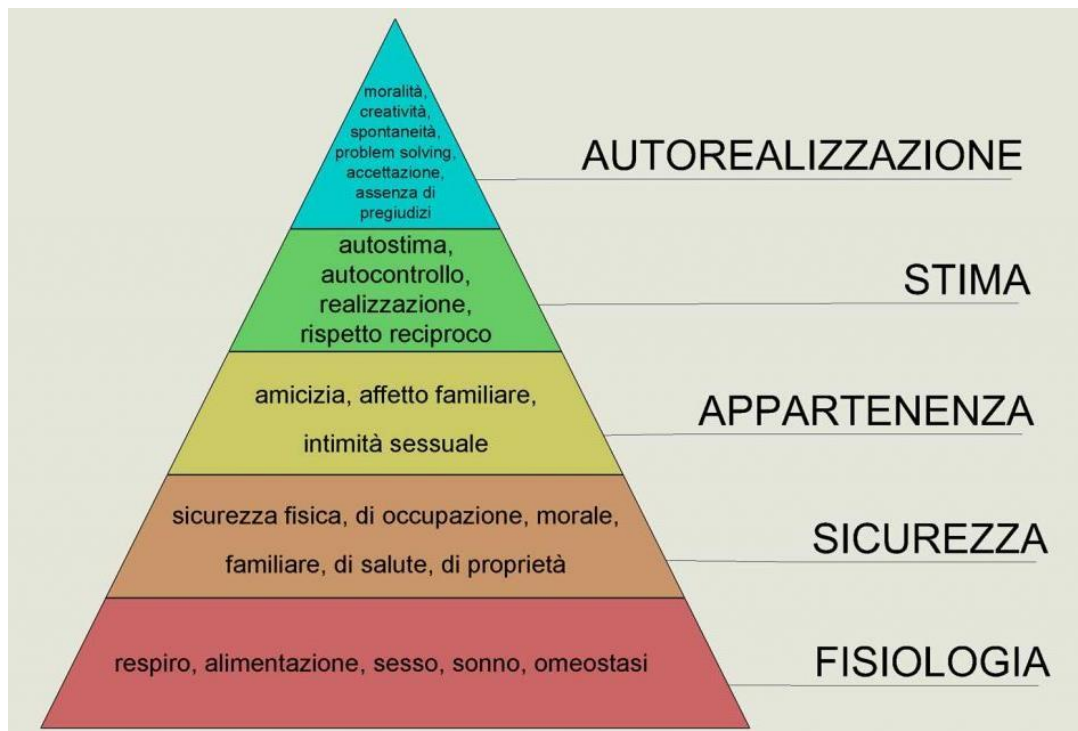 moralità,
creatività,
spontaneità,
problem solving,
accettazione,
assenza di
pregiudizi
AUTOREALIZZAZIONE
autostima,
autocontrollo,
realizzazione,
rispetto reciproco
STIMA
amicizia, affetto familiare,
intimità sessuale
APPARTENENZA
sicurezza fisica, di occupazione, morale,
familiare, di salute, di proprietà
SICUREZZA
respiro, alimentazione, sesso, sonno, omeostasi
FISIOLOGIA